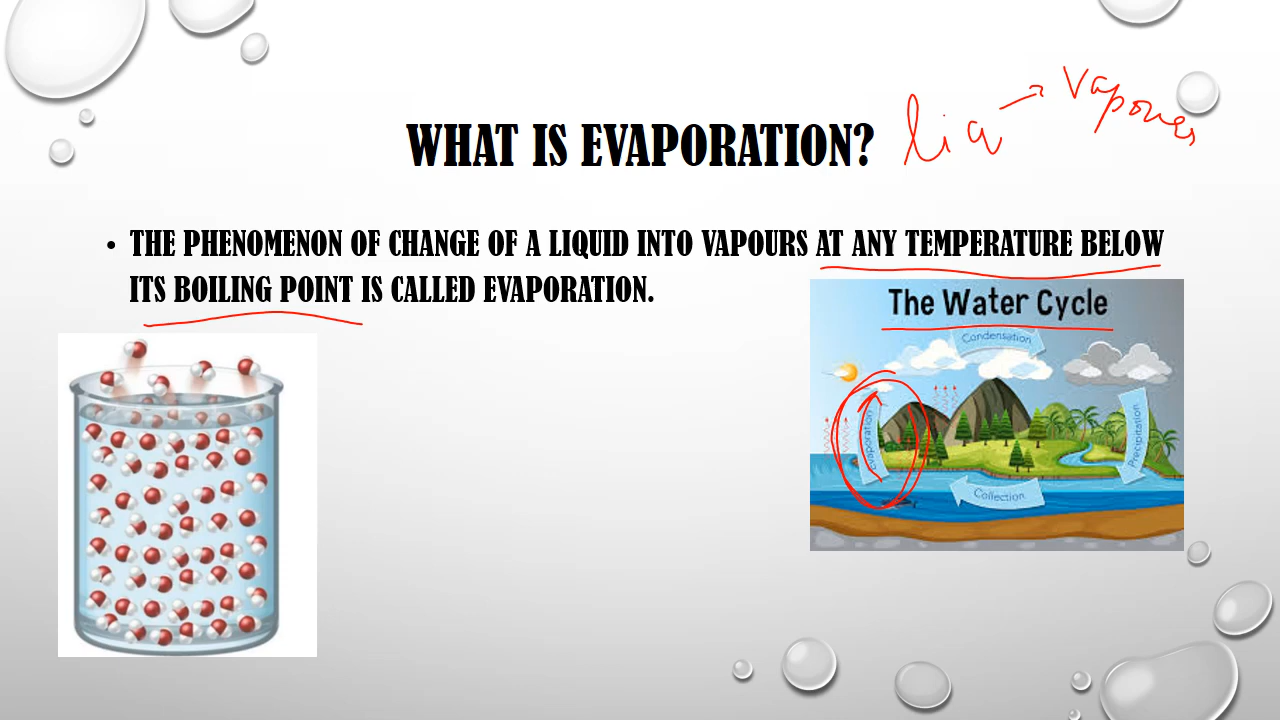 WHAT IS EVAPORATION?
liq → vapours
• THE PHENOMENON OF CHANGE OF A LIQUID INTO VAPOURS AT ANY TEMPERATURE BELOW
ITS BOILING POINT IS CALLED EVAPORATION.
The Water Cycle
Condensation
Evaporation
Precipitation
Collection